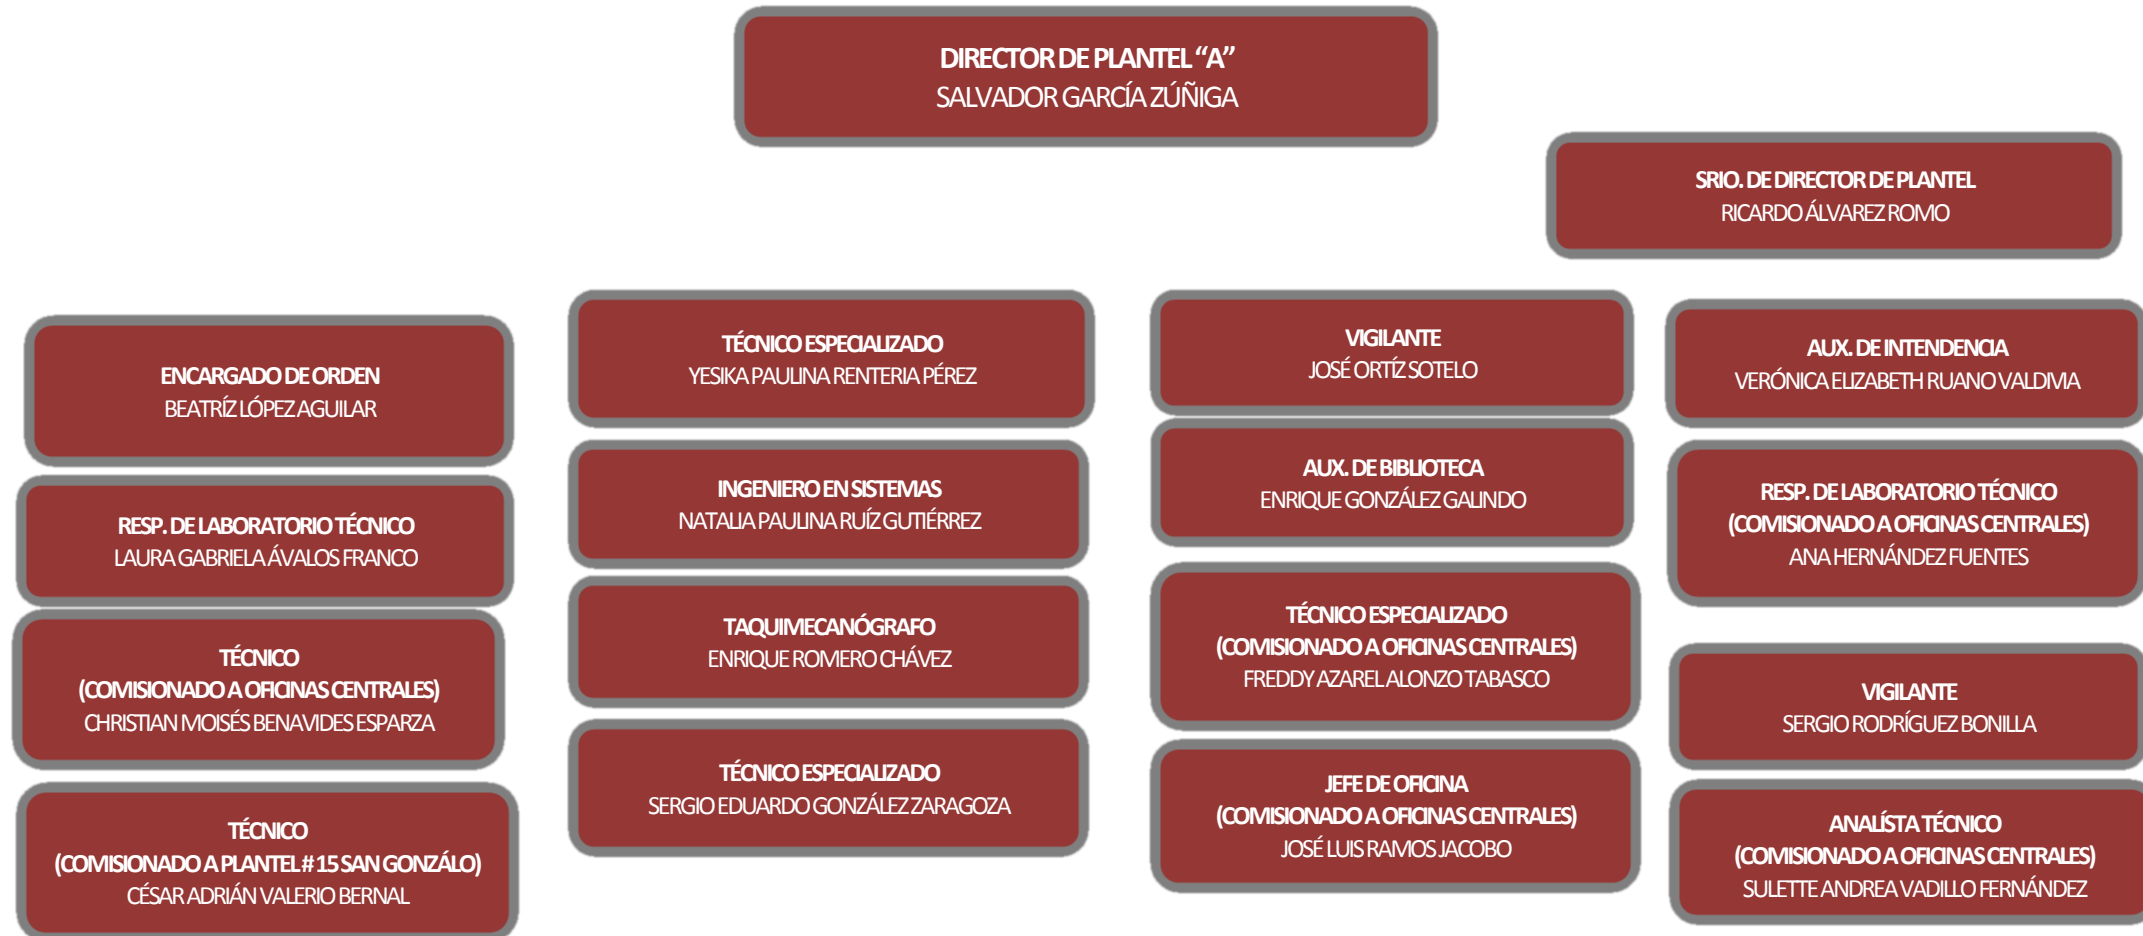 DIRECTOR DE PLANTEL “A”
SALVADOR GARCÍA ZÚÑIGA
SRIO. DE DIRECTOR DE PLANTEL
RICARDO ÁLVAREZ ROMO
ENCARGADO DE ORDEN
BEATRÍZ LÓPEZ AGUILAR
RESP. DE LABORATORIO TÉCNICO
LAURA GABRIELA ÁVALOS FRANCO
TÉCNICO
(COMISIONADO A OFICINAS CENTRALES)
CHRISTIAN MOISÉS BENAVIDES ESPARZA
TÉCNICO
(COMISIONADO A PLANTEL # 15 SAN GONZÁLO)
CÉSAR ADRIÁN VALERIO BERNAL
TÉCNICO ESPECIALIZADO
YESIKA PAULINA RENTERIA PÉREZ
INGENIERO EN SISTEMAS
NATALIA PAULINA RUÍZ GUTIÉRREZ
TAQUIMECANÓGRAFO
ENRIQUE ROMERO CHÁVEZ
TÉCNICO ESPECIALIZADO
SERGIO EDUARDO GONZÁLEZ ZARAGOZA
VIGILANTE
JOSÉ ORTÍZ SOTELO
AUX. DE BIBLIOTECA
ENRIQUE GONZÁLEZ GALINDO
TÉCNICO ESPECIALIZADO
(COMISIONADO A OFICINAS CENTRALES)
FREDDY AZAREL ALONZO TABASCO
JEFE DE OFICINA
(COMISIONADO A OFICINAS CENTRALES)
JOSÉ LUIS RAMOS JACOBO
AUX. DE INTENDENCIA
VERÓNICA ELIZABETH RUANO VALDIVIA
RESP. DE LABORATORIO TÉCNICO
(COMISIONADO A OFICINAS CENTRALES)
ANA HERNÁNDEZ FUENTES
VIGILANTE
SERGIO RODRÍGUEZ BONILLA
ANALÍSTA TÉCNICO
(COMISIONADO A OFICINAS CENTRALES)
SULETTE ANDREA VADILLO FERNÁNDEZ